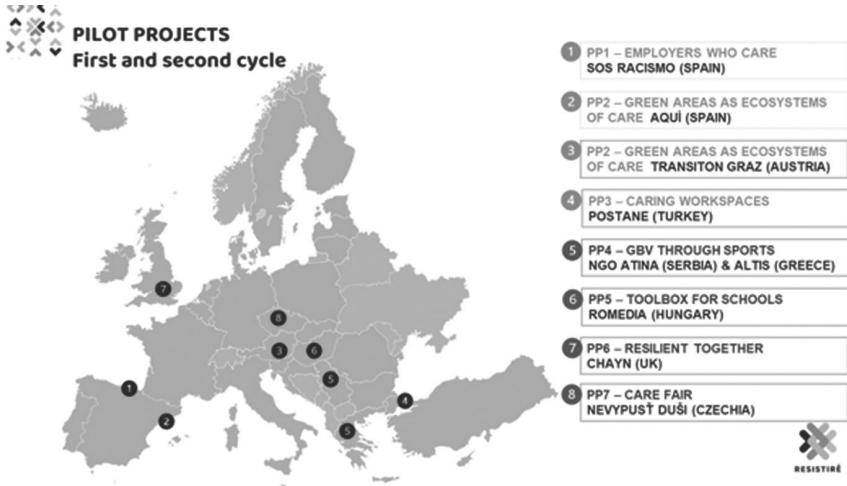 PILOT PROJECTS
First and second cycle
1 PP1 – EMPLOYERS WHO CARE
SOS RACISMO (SPAIN)
2 PP2 – GREEN AREAS AS ECOSYSTEMS
OF CARE AQUÌ (SPAIN)
3 PP2 – GREEN AREAS AS ECOSYSTEMS
OF CARE TRANSITON GRAZ (AUSTRIA)
4 PP3 – CARING WORKSPACES
POSTANE (TURKEY)
5 PP4 – GBV THROUGH SPORTS
NGO ATINA (SERBIA) & ALTIS (GREECE)
6 PP5 – TOOLBOX FOR SCHOOLS
ROMEDIA (HUNGARY)
7 PP6 – RESILIENT TOGETHER
CHAYN (UK)
8 PP7 – CARE FAIR
NEVYPUSŤ DUŠI (CZECHIA)
7
8
3
6
5
1
4
2
5
RESISTIRÉ